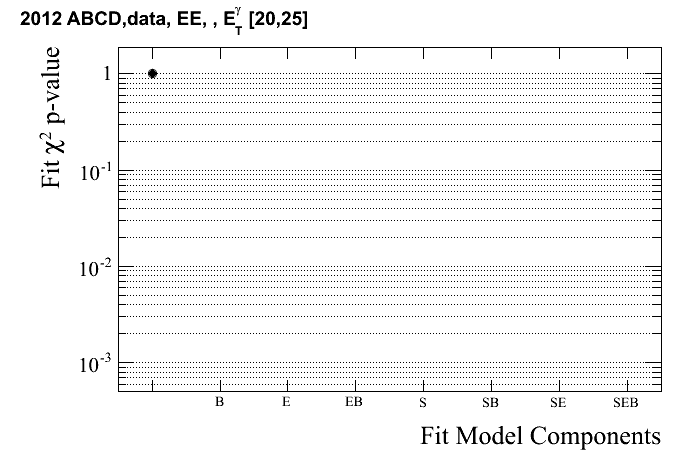 2012 ABCD,data, EE, , E_T^γ [20,25]
Fit χ² p-value
1
10⁻¹
10⁻²
10⁻³
B E EB S SB SE SEB
Fit Model Components